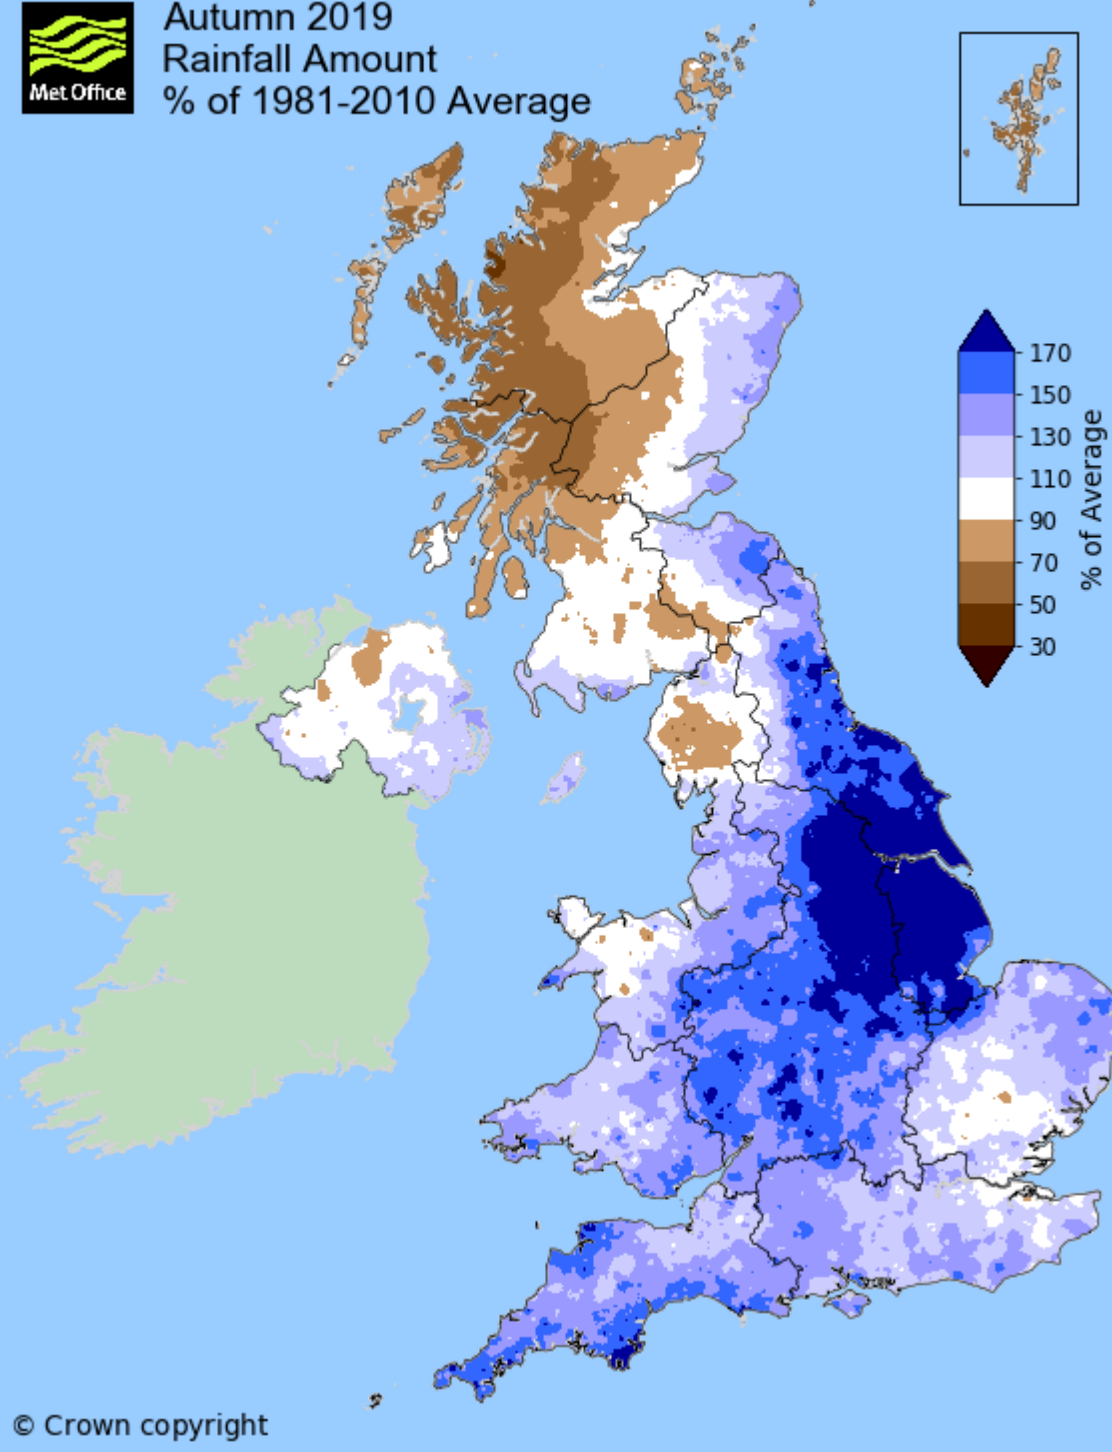 Met Office
Autumn 2019
Rainfall Amount
% of 1981-2010 Average
170
150
130
110
90
70
50
30
% of Average
© Crown copyright